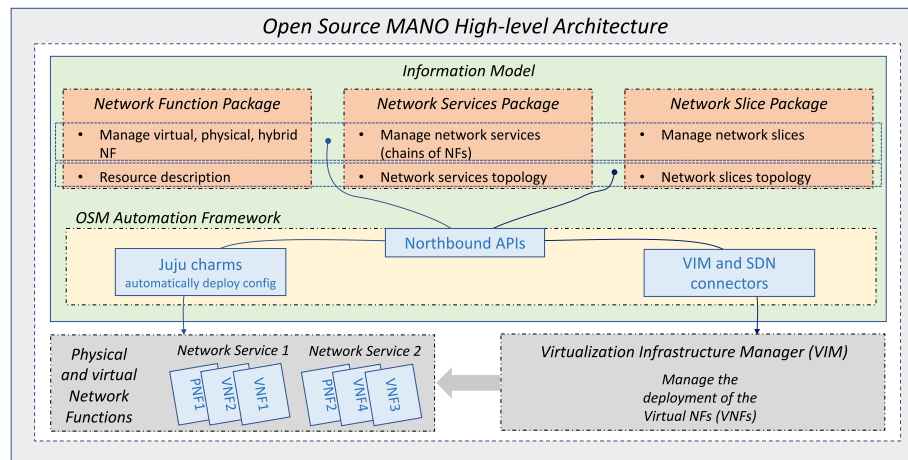 Open Source MANO High-level Architecture
Information Model
Network Function Package
• Manage virtual, physical, hybrid
NF
• Resource description
Network Services Package
• Manage network services
(chains of NFs)
• Network services topology
Network Slice Package
• Manage network slices
• Network slices topology
OSM Automation Framework
Northbound APIs
Juju charms
automatically deploy config
VIM and SDN
connectors
Physical
and virtual
Network
Functions
Network Service 1
PNF1
VNF2
VNF1
Network Service 2
PNF2
VNF4
VNF3
Virtualization Infrastructure Manager (VIM)
Manage the
deployment of the
Virtual NFs (VNFs)